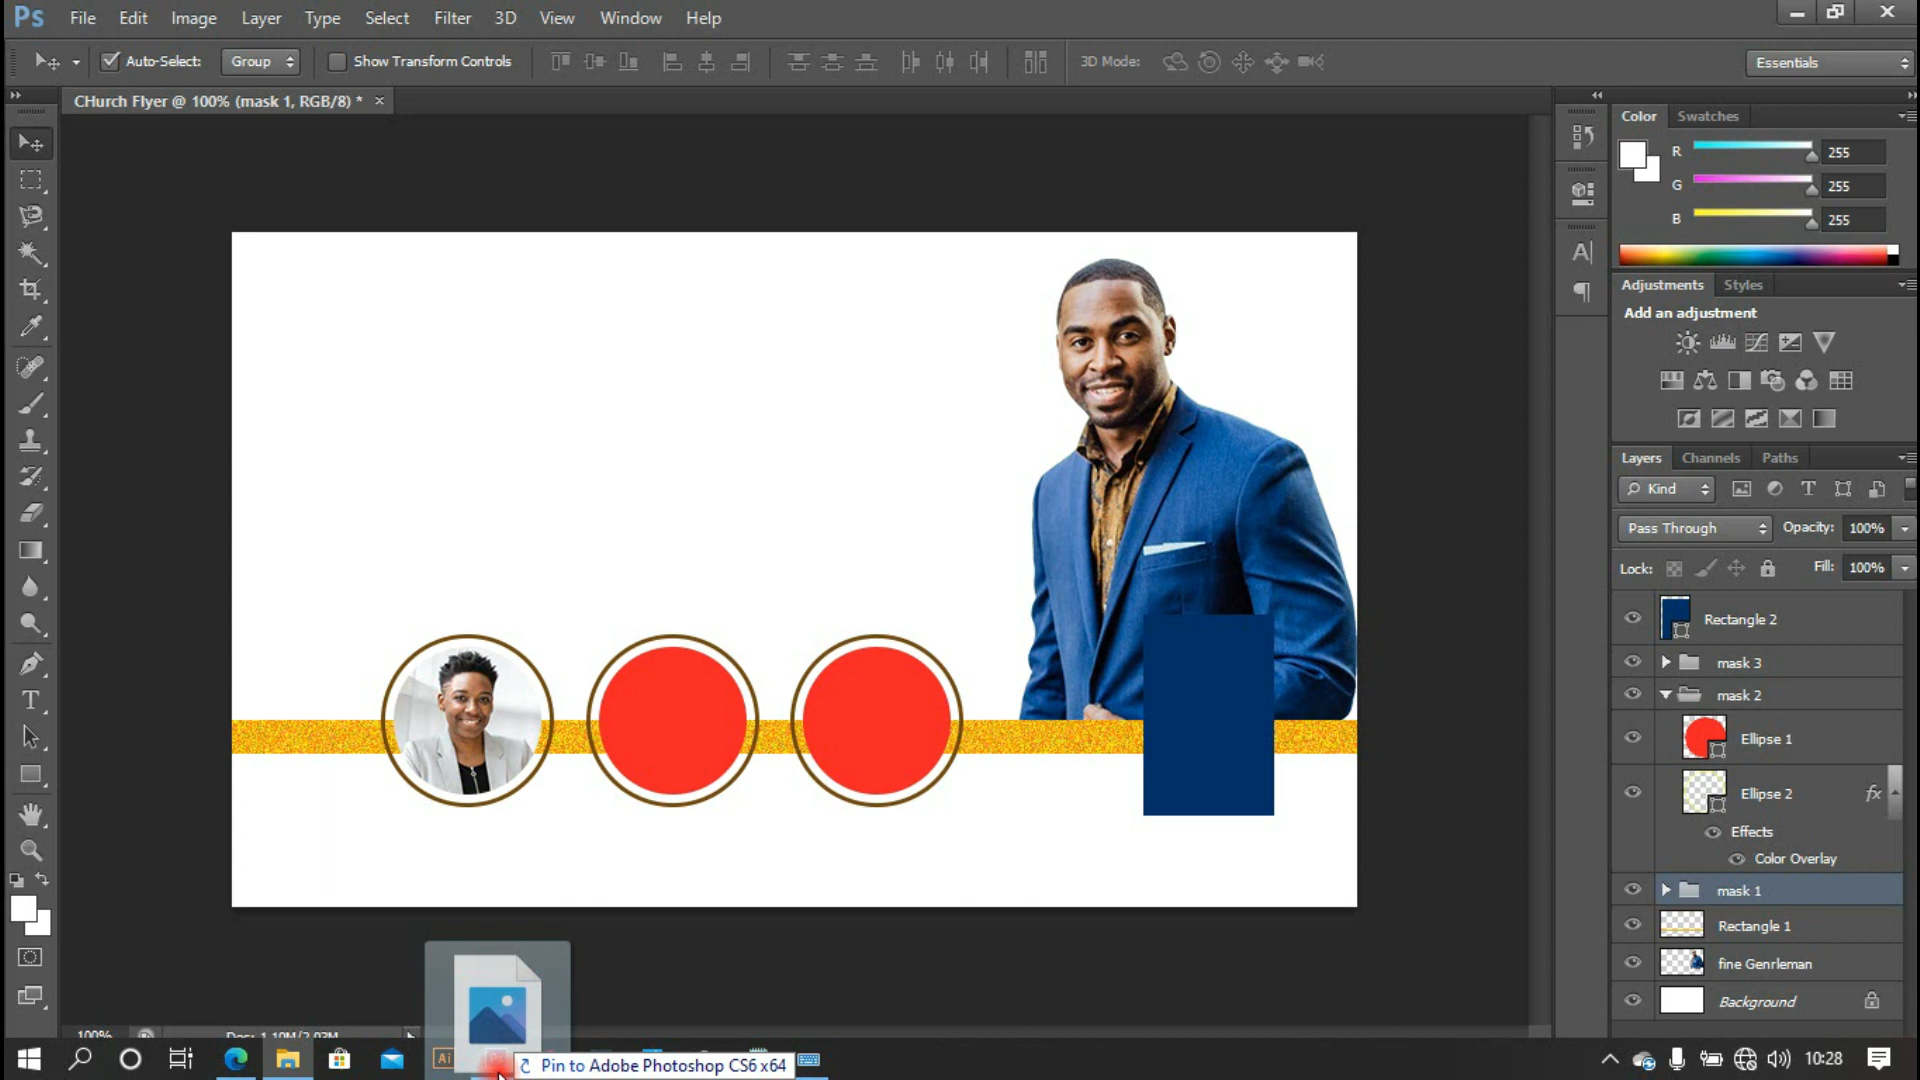 Ps File Edit Image Layer Type Select Filter 3D View Window Help
Auto-Select: Group Show Transform Controls 3D Mode: Essentials
CHurch Flyer @ 100% (mask 1, RGB/8) * ×
Color Swatches
R 255
G 255
B 255
Adjustments Styles
Add an adjustment
Layers Channels Paths
Kind
Pass Through Opacity: 100%
Lock: Fill: 100%
Rectangle 2
mask 3
mask 2
Ellipse 1
Ellipse 2 fx
Effects
Color Overlay
mask 1
Rectangle 1
fine Genrleman
Background
100%
Ai
Pin to Adobe Photoshop CS6 x64
10:28